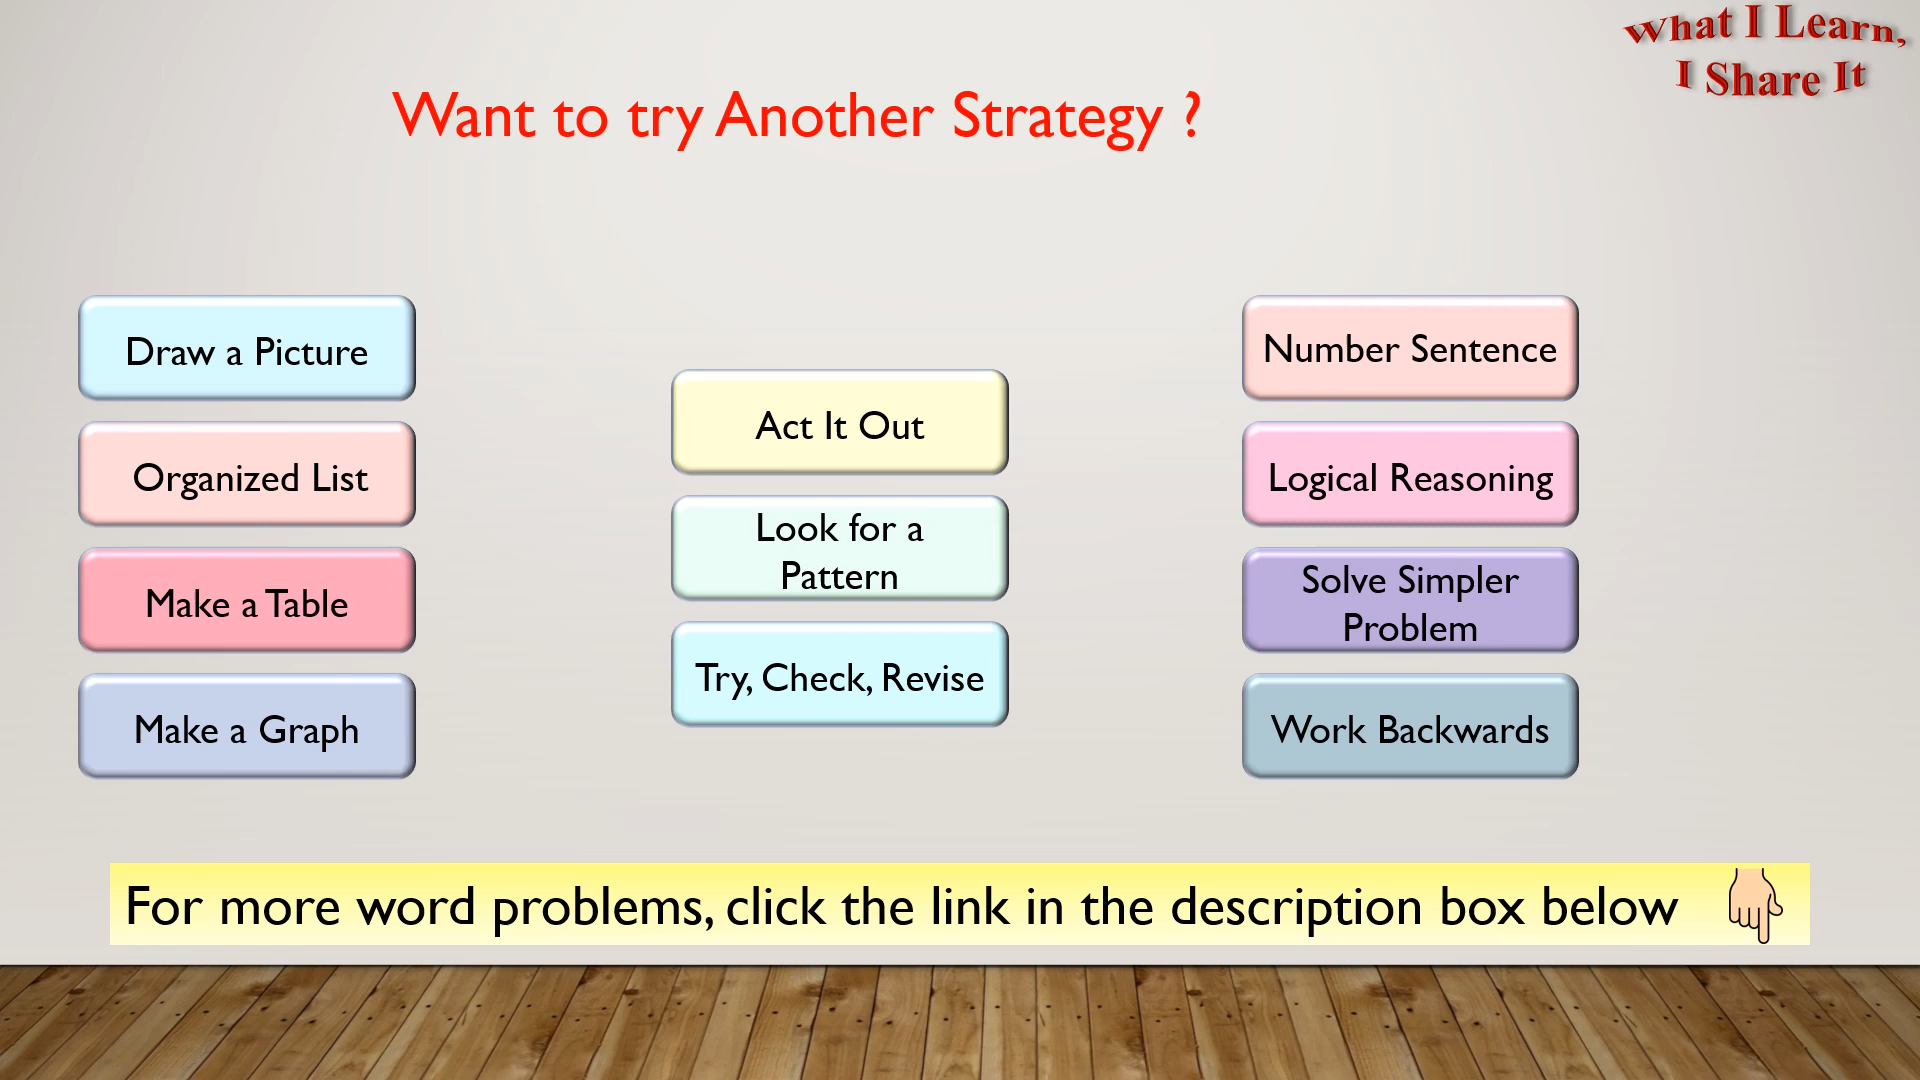 What I Learn,
I Share It
Want to try Another Strategy ?
Draw a Picture
Organized List
Make a Table
Make a Graph
Act It Out
Look for a
Pattern
Try, Check, Revise
Number Sentence
Logical Reasoning
Solve Simpler
Problem
Work Backwards
For more word problems, click the link in the description box below